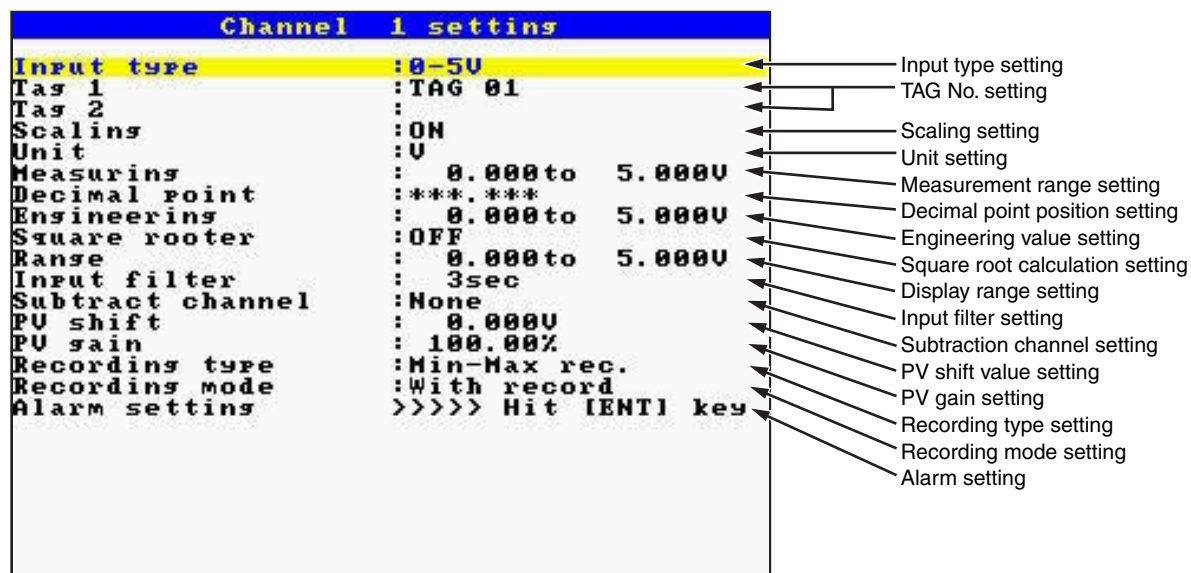 Channel 1 setting
Input type :0-5V
Tag 1 :TAG 01
Tag 2 :
Scaling :ON
Unit :V
Measuring : 0.000to 5.000V
Decimal point :***.***
Engineering : 0.000to 5.000V
Square rooter :OFF
Range : 0.000to 5.000V
Input filter : 3sec
Subtract channel :None
PV shift : 0.000V
PV gain : 100.00%
Recording type :Min-Max rec.
Recording mode :With record
Alarm setting >>>>> Hit [ENT] key
Input type setting
TAG No. setting
Scaling setting
Unit setting
Measurement range setting
Decimal point position setting
Engineering value setting
Square root calculation setting
Display range setting
Input filter setting
Subtraction channel setting
PV shift value setting
PV gain setting
Recording type setting
Recording mode setting
Alarm setting